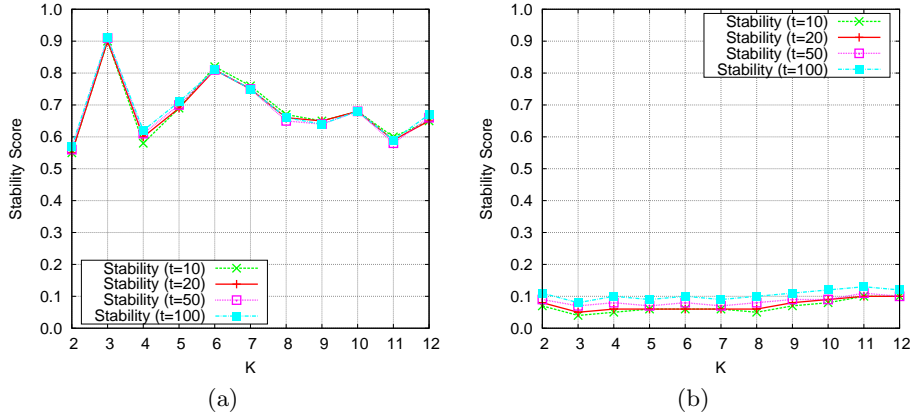 1.0
0.9
0.8
0.7
0.6
0.5
0.4
0.3
0.2
0.1
0.0
Stability Score
2 3 4 5 6 7 8 9 10 11 12
K
Stability (t=10)
Stability (t=20)
Stability (t=50)
Stability (t=100)
(a)
1.0
0.9
0.8
0.7
0.6
0.5
0.4
0.3
0.2
0.1
0.0
Stability Score
2 3 4 5 6 7 8 9 10 11 12
K
Stability (t=10)
Stability (t=20)
Stability (t=50)
Stability (t=100)
(b)